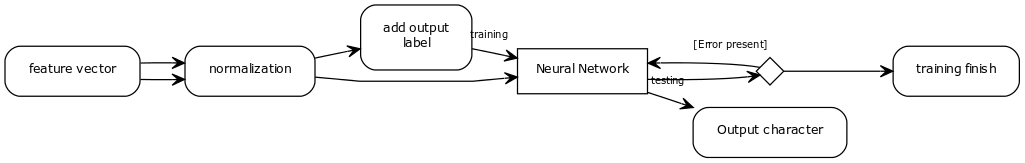 feature vector
normalization
add output
label
training
Neural Network
testing
[Error present]
training finish
Output character